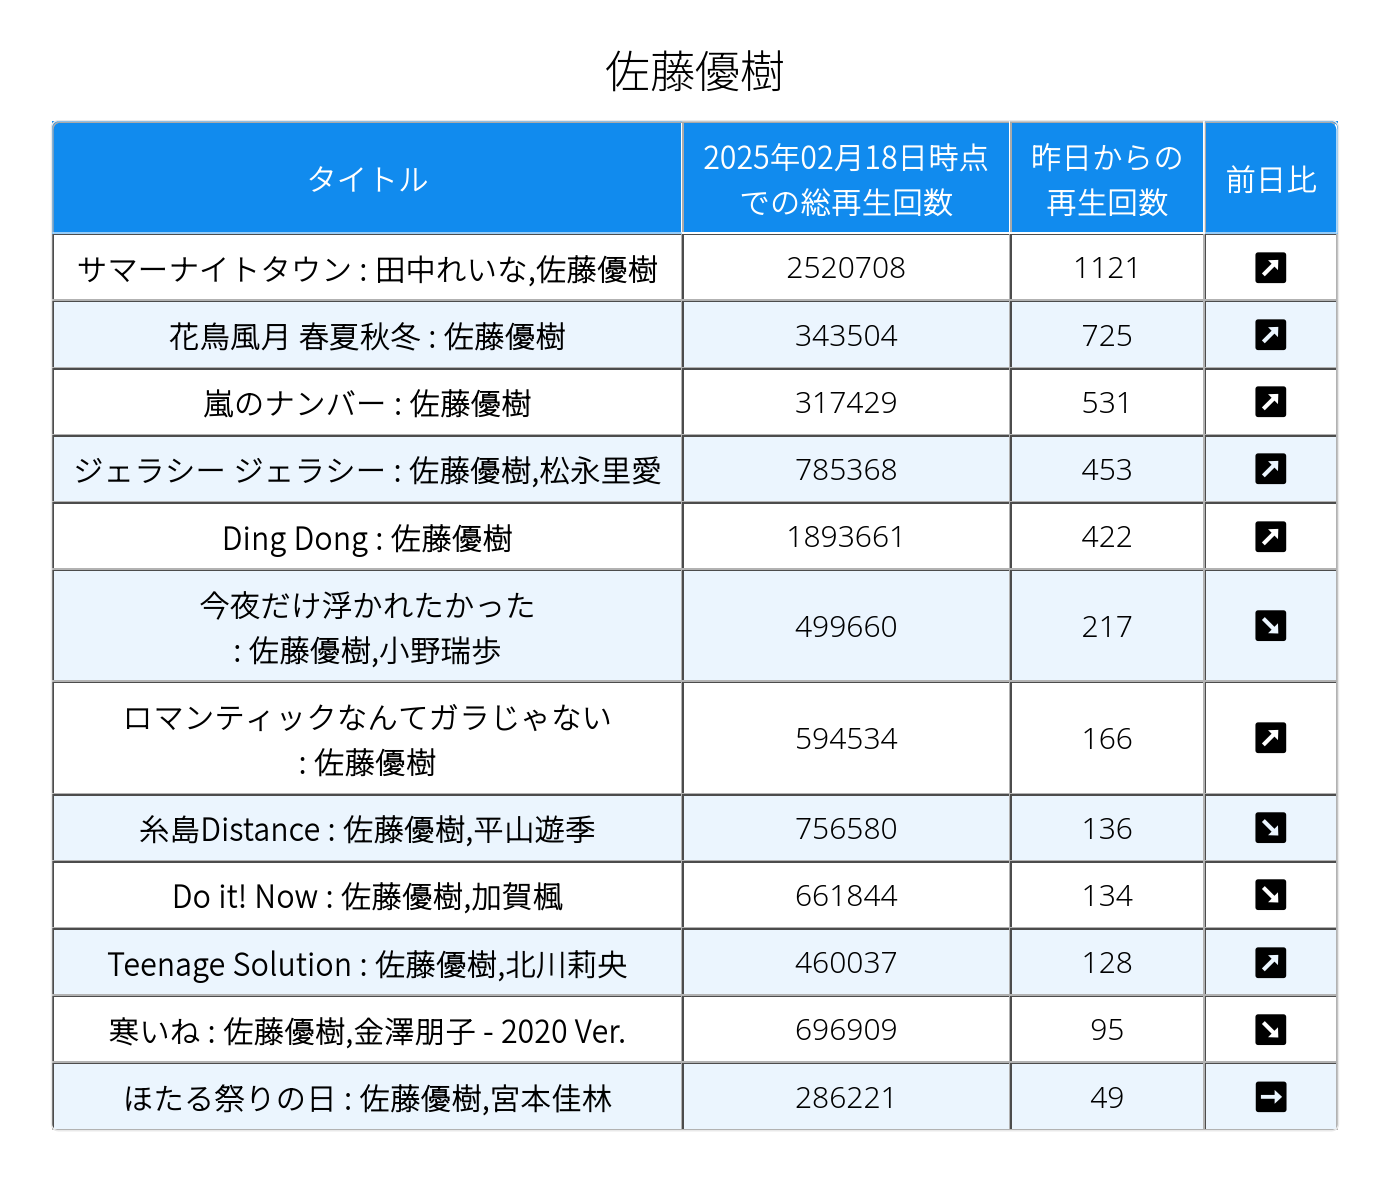 佐藤優樹
タイトル
2025年02月18日時点
での総再生回数
昨日からの
再生回数
前日比
サマーナイトタウン : 田中れいな,佐藤優樹 2520708 1121 ↗
花鳥風月 春夏秋冬 : 佐藤優樹 343504 725 ↗
嵐のナンバー : 佐藤優樹 317429 531 ↗
ジェラシー ジェラシー : 佐藤優樹,松永里愛 785368 453 ↗
Ding Dong : 佐藤優樹 1893661 422 ↗
今夜だけ浮かれたかった
: 佐藤優樹,小野瑞歩 499660 217 ↘
ロマンティックなんてガラじゃない
: 佐藤優樹 594534 166 ↗
糸島Distance : 佐藤優樹,平山遊季 756580 136 ↘
Do it! Now : 佐藤優樹,加賀楓 661844 134 ↘
Teenage Solution : 佐藤優樹,北川莉央 460037 128 ↗
寒いね : 佐藤優樹,金澤朋子 - 2020 Ver. 696909 95 ↘
ほたる祭りの日 : 佐藤優樹,宮本佳林 286221 49 →